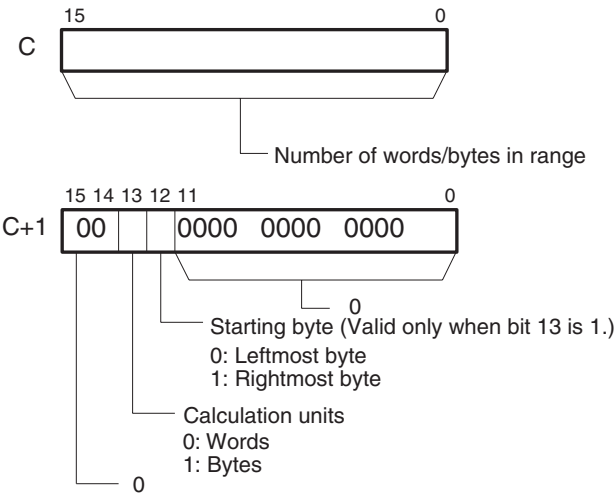 15 0
C
Number of words/bytes in range
15 14 13 12 11 0
C+1 00 0000 0000 0000
0
Starting byte (Valid only when bit 13 is 1.)
0: Leftmost byte
1: Rightmost byte
Calculation units
0: Words
1: Bytes
0